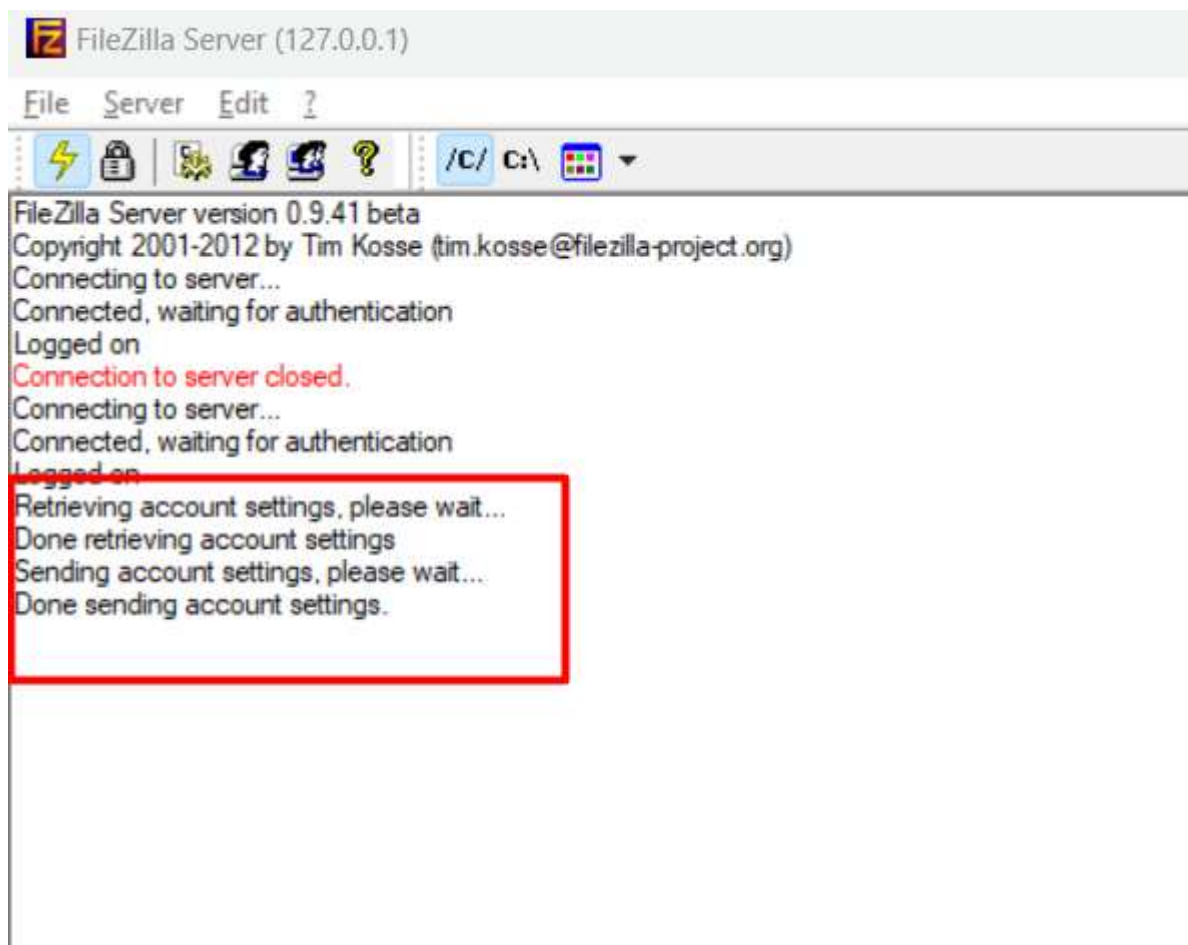 FileZilla Server (127.0.0.1)
File Server Edit ?
/C/ C:\
FileZilla Server version 0.9.41 beta
Copyright 2001-2012 by Tim Kosse (tim.kosse@filezilla-project.org)
Connecting to server...
Connected, waiting for authentication
Logged on
Connection to server closed.
Connecting to server...
Connected, waiting for authentication
Logged on
Retrieving account settings, please wait...
Done retrieving account settings
Sending account settings, please wait...
Done sending account settings.